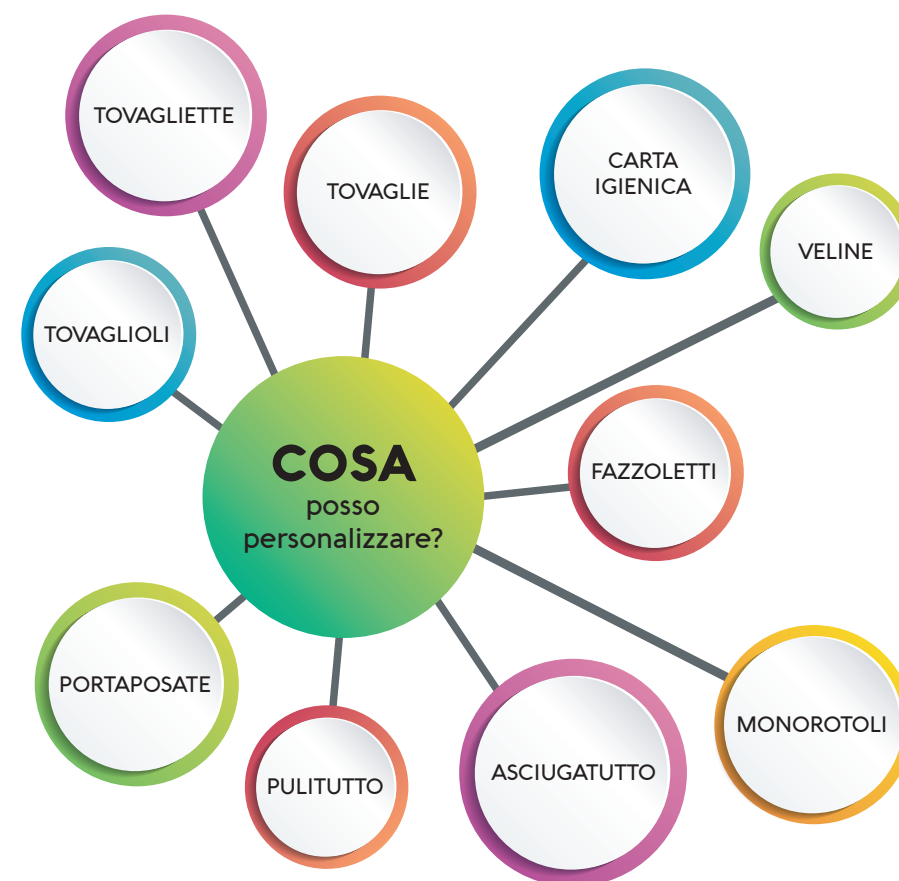 TOVAGLIETTE
TOVAGLIE
CARTA
IGIENICA
VELINE
TOVAGLIOLI
COSA
posso
personalizzare?
FAZZOLETTI
PORTAPOSATE
PULITUTTO
ASCIUGATUTTO
MONOROTOLI